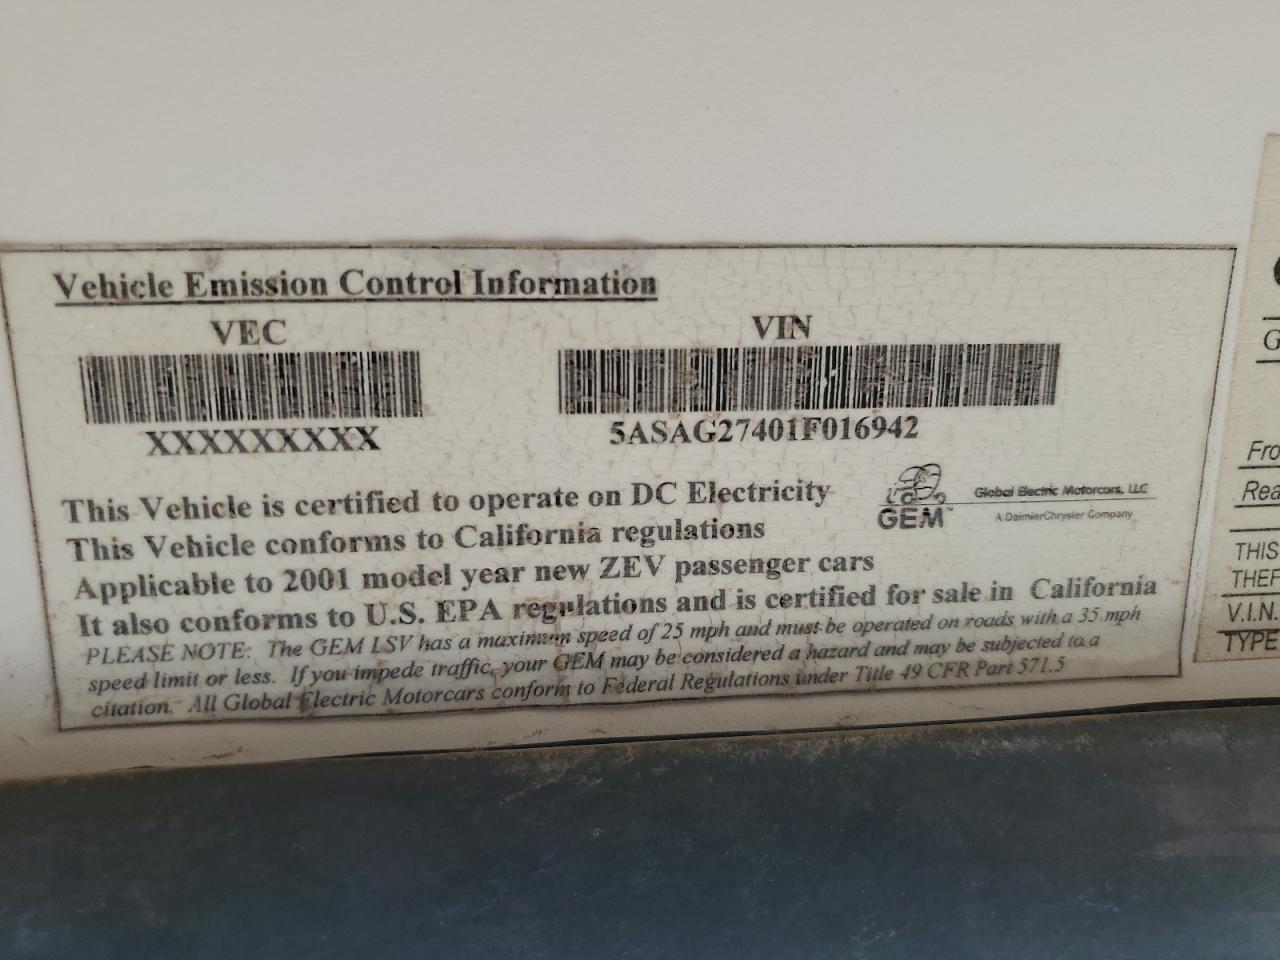 Vehicle Emission Control Information
VEC
VIN
XXXXXXXXX
5ASAG27401F016942
This Vehicle is certified to operate on DC Electricity
GEM™
Global Electric Motorcars, LLC
A DaimlerChrysler Company
This Vehicle conforms to California regulations
Applicable to 2001 model year new ZEV passenger cars
It also conforms to U.S. EPA regulations and is certified for sale in California
PLEASE NOTE: The GEM LSV has a maximum speed of 25 mph and must be operated on roads with a 35 mph
speed limit or less. If you impede traffic, your GEM may be considered a hazard and may be subjected to a
citation. All Global Electric Motorcars conform to Federal Regulations under Title 49 CFR Part 571.5
G
Fro
Rea
THIS
THEF
V.I.N.
TYPE